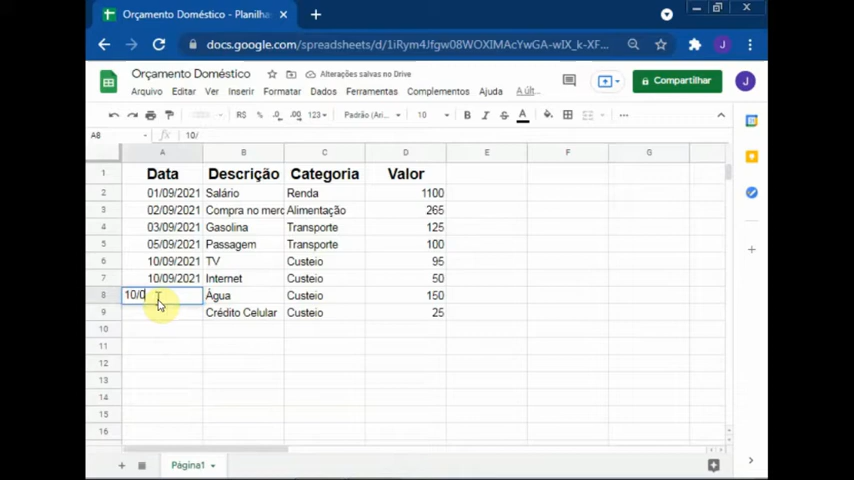 Orçamento Doméstico - Planilha
docs.google.com/spreadsheets/d/1iRym4Jfgw08WOXIMAcYwGA-wIX_k-XF...
J
Orçamento Doméstico
Alterações salvas no Drive
Arquivo Editar Ver Inserir Formatar Dados Ferramentas Complementos Ajuda A últ...
Compartilhar
J
R$ % .0 .00 123 Padrão (Ari... 10 B I S A
A8 fx 10/
A B C D E F G
1 Data Descrição Categoria Valor
2 01/09/2021 Salário Renda 1100
3 02/09/2021 Compra no merc Alimentação 265
4 03/09/2021 Gasolina Transporte 125
5 05/09/2021 Passagem Transporte 100
6 10/09/2021 TV Custeio 95
7 10/09/2021 Internet Custeio 50
8 10/0 Água Custeio 150
9 Crédito Celular Custeio 25
10
11
12
13
14
15
16
Página1